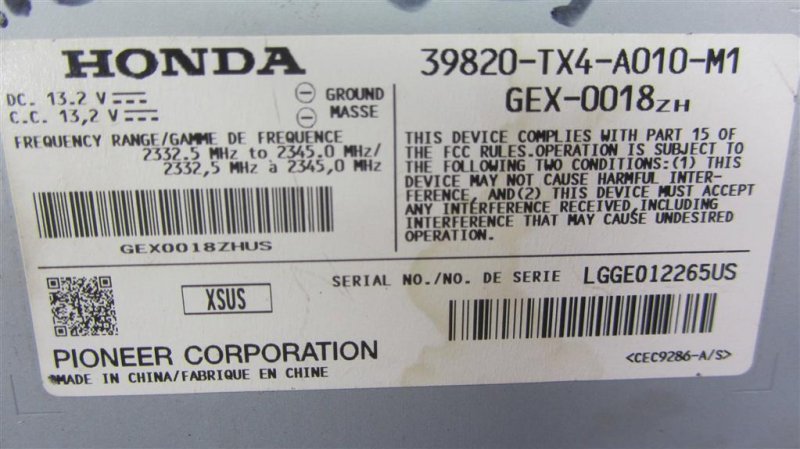 HONDA
39820-TX4-A010-M1
GEX-0018ZH
DC. 13.2 V
C.C. 13,2 V
GROUND
MASSE
FREQUENCY RANGE/GAMME DE FREQUENCE
2332.5 MHz to 2345.0 MHz/
2332,5 MHz à 2345,0 MHz
GEX0018ZHUS
THIS DEVICE COMPLIES WITH PART 15 OF
THE FCC RULES.OPERATION IS SUBJECT TO
THE FOLLOWING TWO CONDITIONS:(1) THIS
DEVICE MAY NOT CAUSE HARMFUL INTER-
FERENCE, AND(2) THIS DEVICE MUST ACCEPT
ANY INTERFERENCE RECEIVED,INCLUDING
INTERFERENCE THAT MAY CAUSE UNDESIRED
OPERATION.
SERIAL NO./NO. DE SERIE LGGE012265US
XSUS
PIONEER CORPORATION
MADE IN CHINA/FABRIQUE EN CHINE
<CEC9286-A/S>